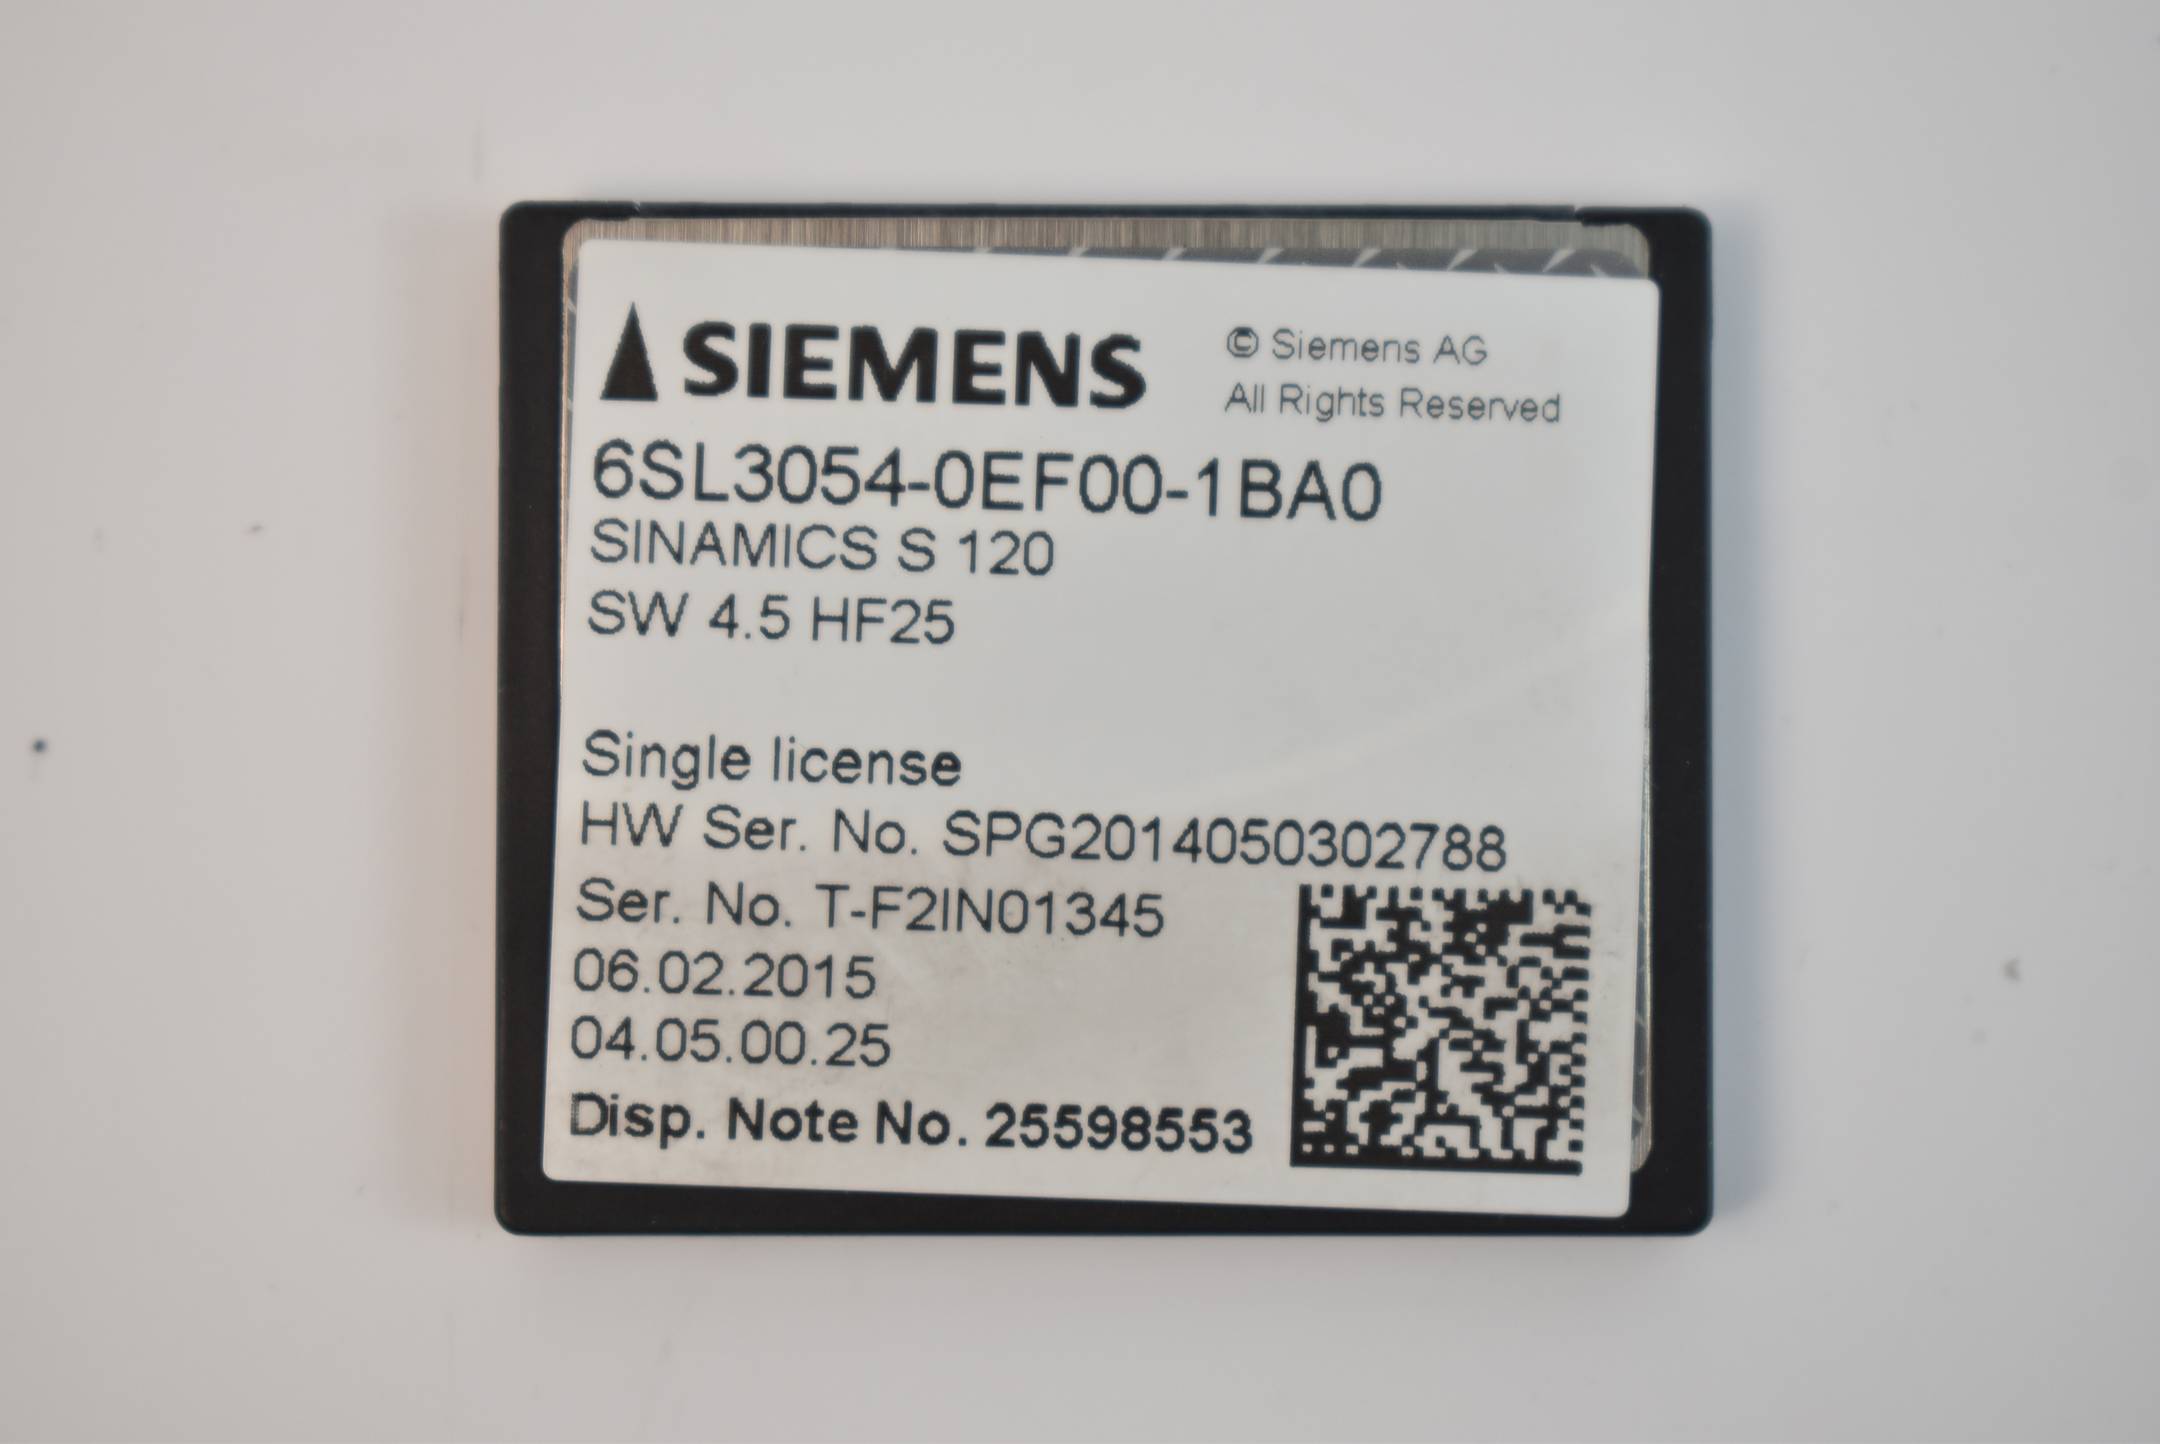 SIEMENS
© Siemens AG
All Rights Reserved
6SL3054-0EF00-1BA0
SINAMICS S 120
SW 4.5 HF25
Single license
HW Ser. No. SPG2014050302788
Ser. No. T-F2IN01345
06.02.2015
04.05.00.25
Disp. Note No. 25598553